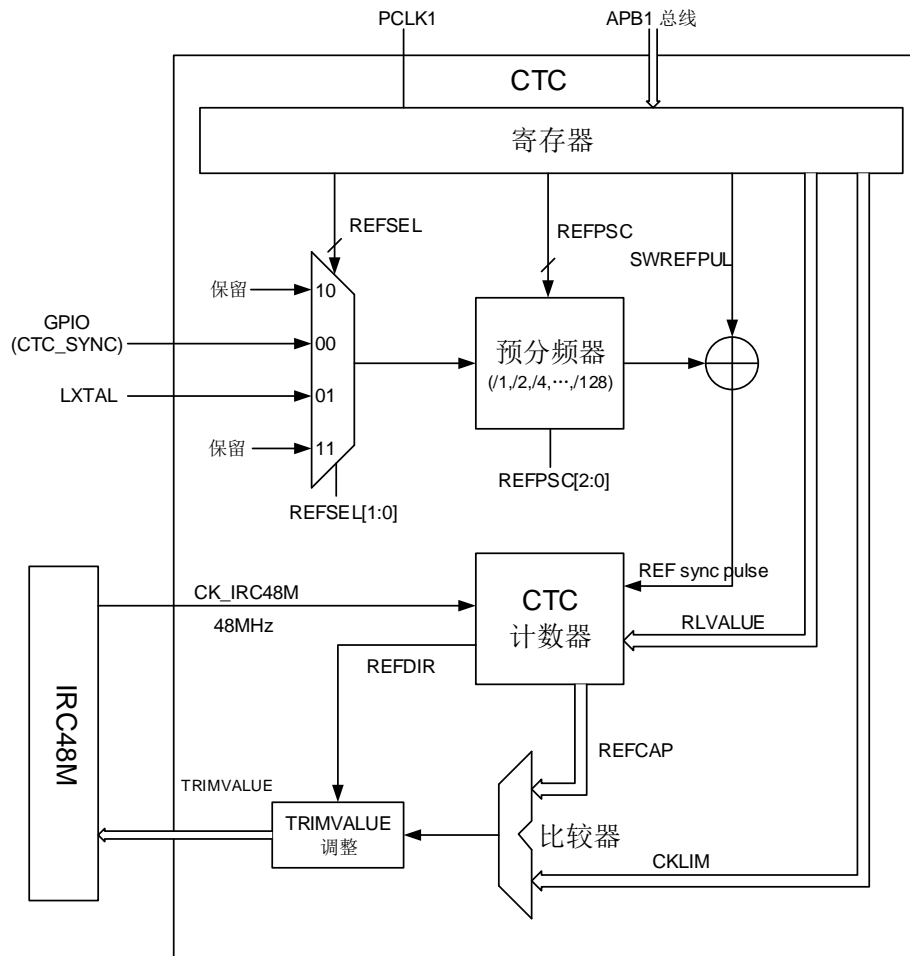 PCLK1
APB1 总线
CTC
寄存器
REFSEL
REFPSC
SWREFPUL
保留
10
GPIO
(CTC_SYNC)
00
预分频器
(/1,/2,/4,…,/128)
LXTAL
01
保留
11
REFPSC[2:0]
REFSEL[1:0]
CK_IRC48M
48MHz
CTC
计数器
REF sync pulse
RLVALUE
REFDIR
IRC48M
REFCAP
TRIMVALUE
TRIMVALUE
调整
比较器
CKLIM